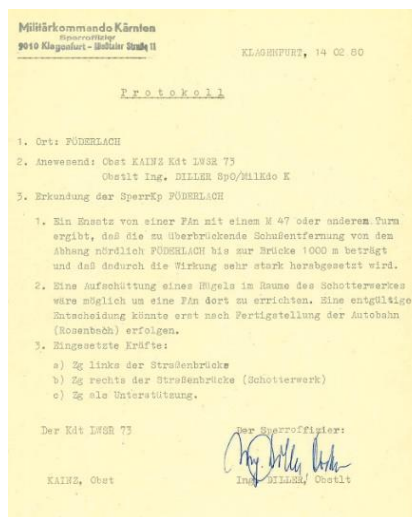 Militärkommando Kärnten
Sperroffizier
9010 Klagenfurt - Straße 11
KLAGENFURT, 14 02 80
Protokoll
1. Ort: FÖDERLACH
2. Anwesend: Obst KAINZ Kdt LWSR 73
Obstlt Ing. DILLER SpO/MilKdo K
3. Erkundung der SperrKp FÖDERLACH
1. Ein Ensatz von einer FAn mit einem M 47 oder anderem Turm
ergibt, daß die zu überbrückende Schußentfernung von dem
Abhang nördlich FÖDERLACH bis zur Brücke 1000 m beträgt
und daß dadurch die Wirkung sehr stark herabgesetzt wird.
2. Eine Aufschüttung eines Hügels im Raume des Schotterwerkes
wäre möglich um eine FAn dort zu errichten. Eine entgültige
Entscheidung könnte erst nach Fertigstellung der Autobahn
(Rosenbach) erfolgen.
3. Eingesetzte Kräfte:
a) Zg links der Straßenbrücke
b) Zg rechts der Straßenbrücke (Schotterwerk)
c) Zg als Unterstützung.
Der Kdt LWSR 73 Der Sperroffizier:
KAINZ, Obst Ing. DILLER, Obstlt